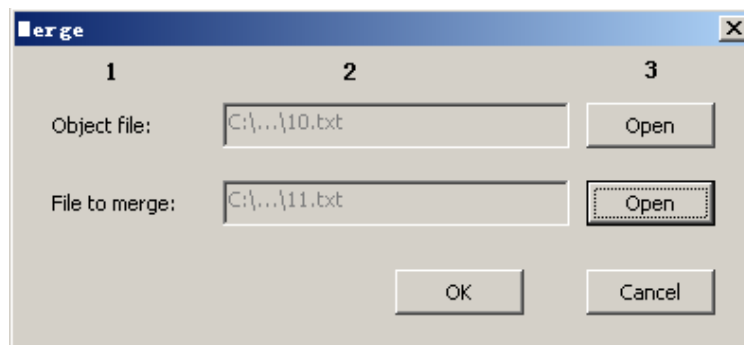 Merge
1 2 3
Object file: C:\...\10.txt Open
File to merge: C:\...\11.txt Open
OK Cancel